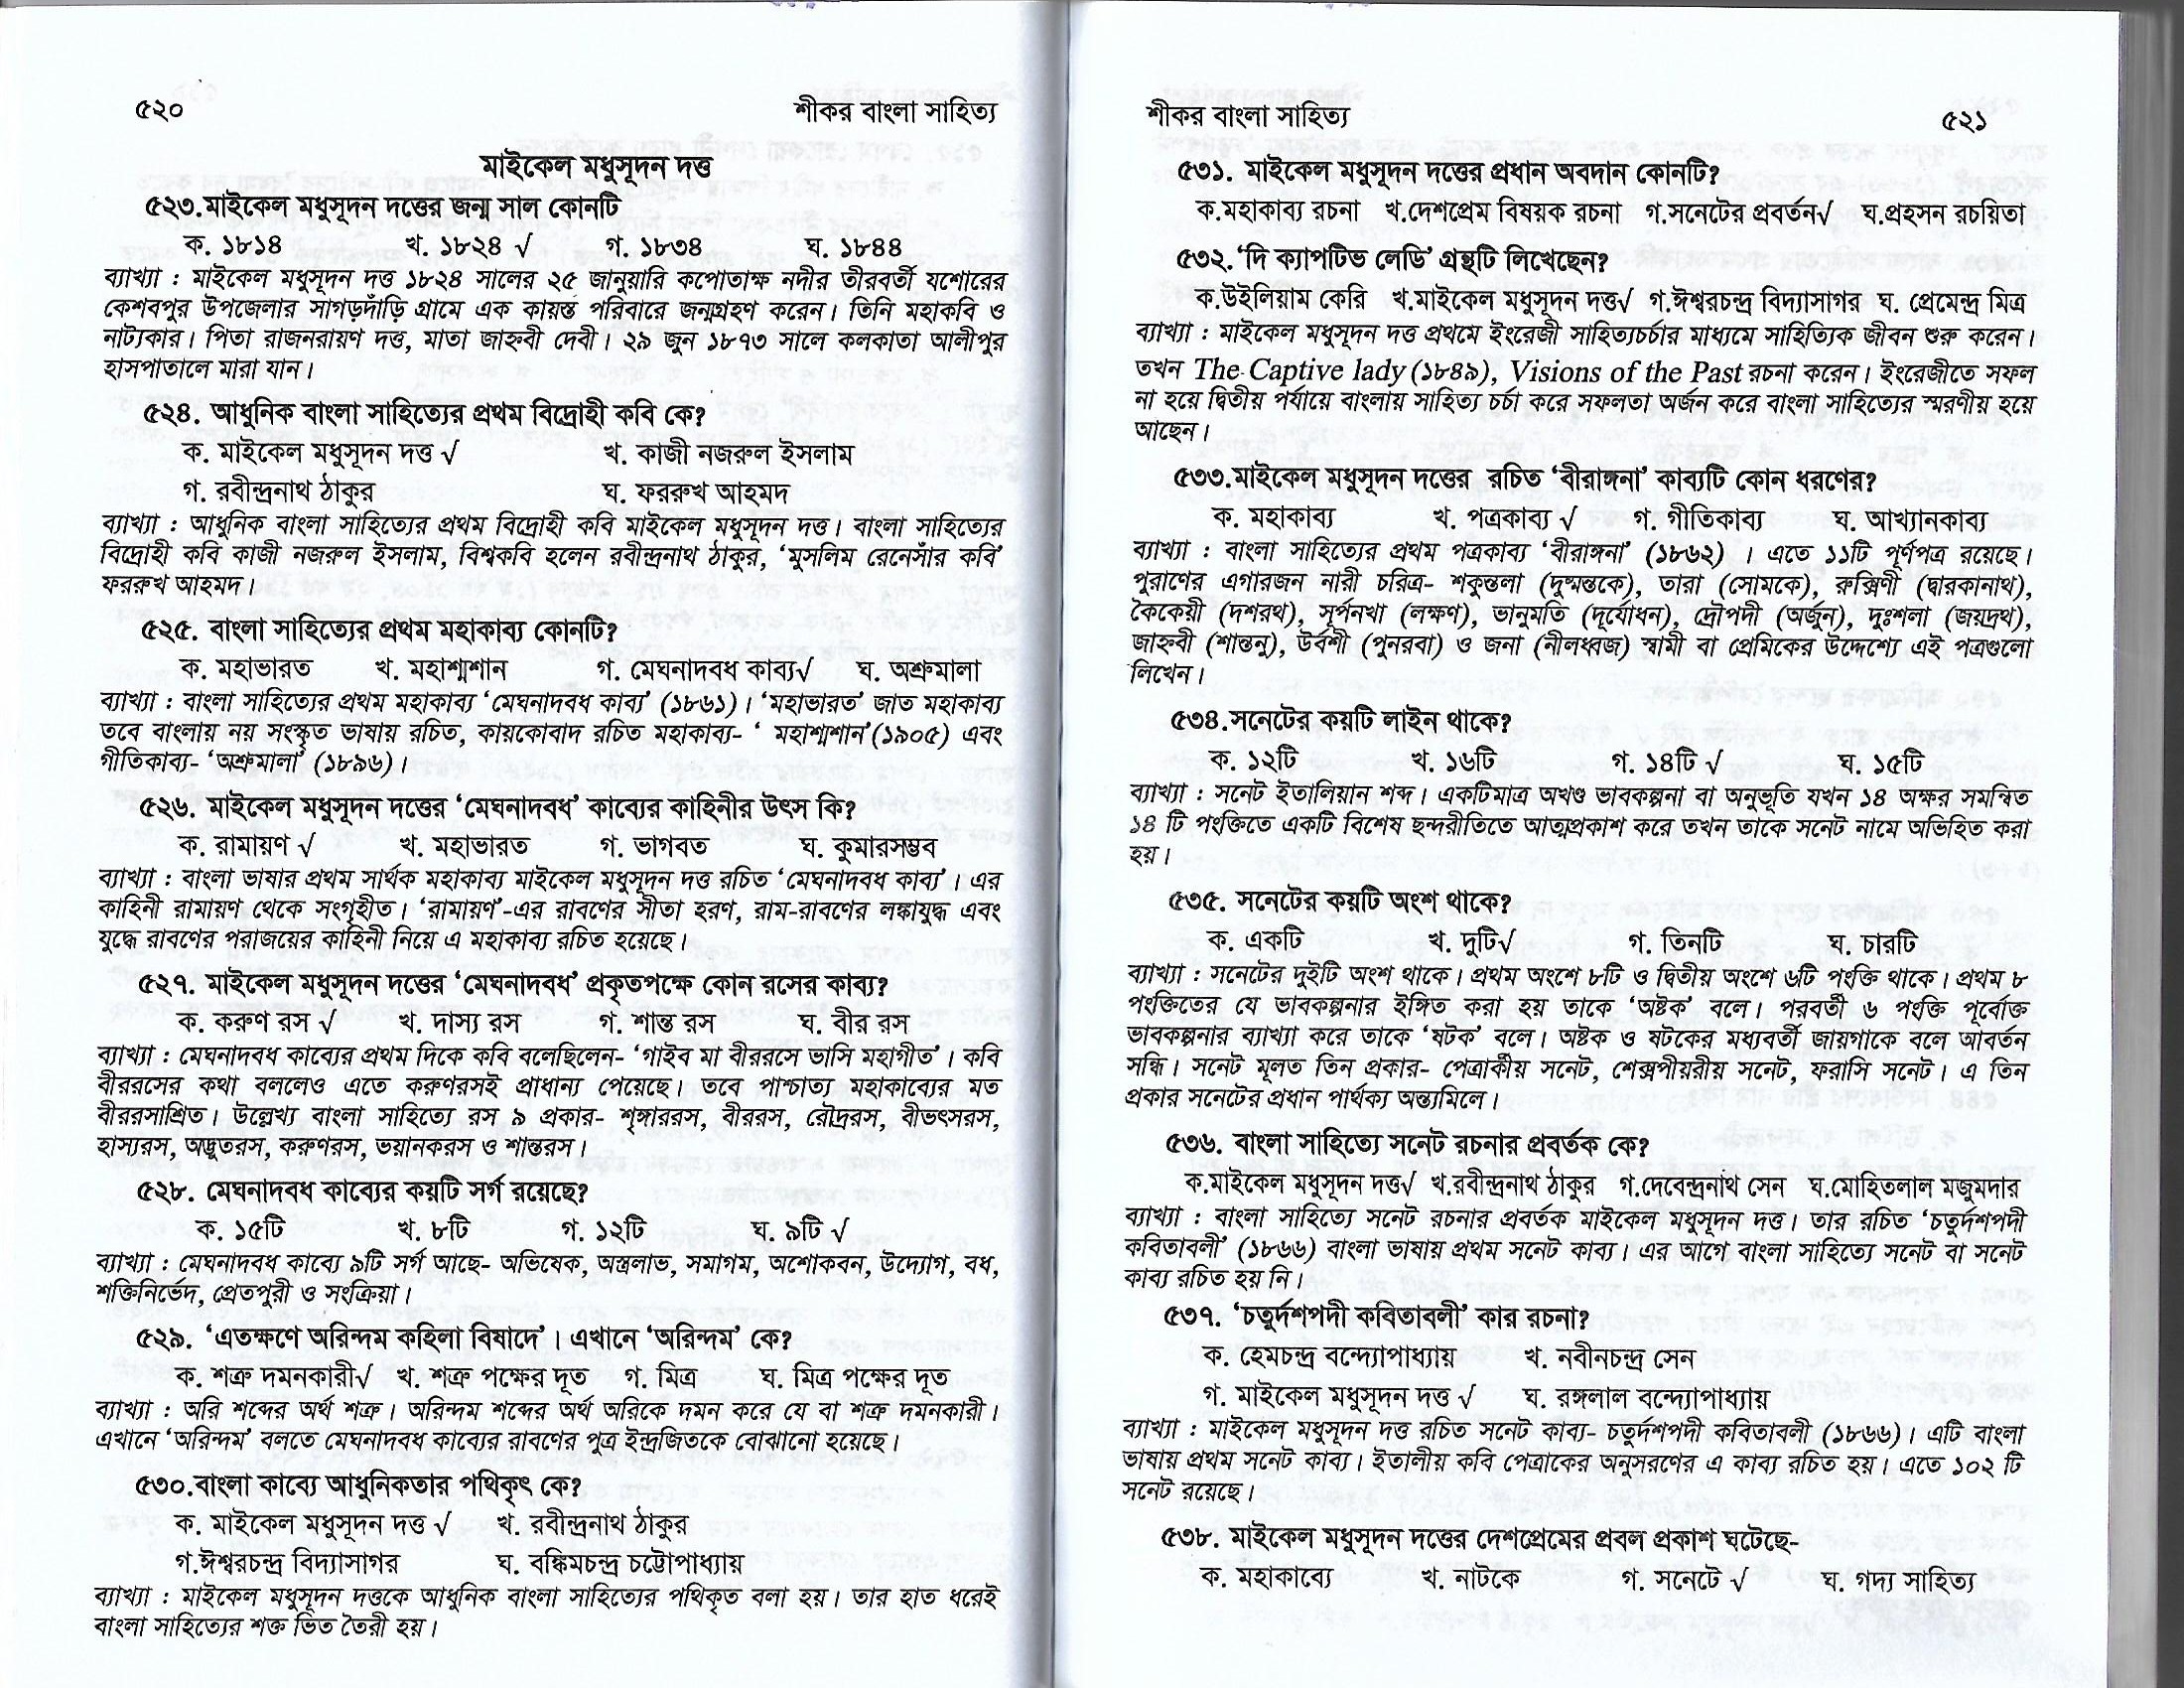 ৫২০
শীকর বাংলা সাহিত্য
মাইকেল মধুসূদন দত্ত
৫২৩.মাইকেল মধুসূদন দত্তের জন্ম সাল কোনটি
ক. ১৮১৪ খ. ১৮২৪ √ গ. ১৮৩৪ ঘ. ১৮৪৪
ব্যাখ্যা : মাইকেল মধুসূদন দত্ত ১৮২৪ সালের ২৫ জানুয়ারি কপোতাক্ষ নদীর তীরবর্তী যশোরের
কেশবপুর উপজেলার সাগড়দাঁড়ি গ্রামে এক কায়স্ত পরিবারে জন্মগ্রহণ করেন। তিনি মহাকবি ও
নাট্যকার। পিতা রাজনরায়ণ দত্ত, মাতা জাহ্নবী দেবী। ২৯ জুন ১৮৭৩ সালে কলকাতা আলীপুর
হাসপাতালে মারা যান।
৫২৪. আধুনিক বাংলা সাহিত্যের প্রথম বিদ্রোহী কবি কে?
ক. মাইকেল মধুসূদন দত্ত √ খ. কাজী নজরুল ইসলাম
গ. রবীন্দ্রনাথ ঠাকুর ঘ. ফররুখ আহমদ
ব্যাখ্যা : আধুনিক বাংলা সাহিত্যের প্রথম বিদ্রোহী কবি মাইকেল মধুসূদন দত্ত। বাংলা সাহিত্যের
বিদ্রোহী কবি কাজী নজরুল ইসলাম, বিশ্বকবি হলেন রবীন্দ্রনাথ ঠাকুর, ‘মুসলিম রেনেসাঁর কবি’
ফররুখ আহমদ।
৫২৫. বাংলা সাহিত্যের প্রথম মহাকাব্য কোনটি?
ক. মহাভারত খ. মহাশ্মশান গ. মেঘনাদবধ কাব্য√ ঘ. অশ্রুমালা
ব্যাখ্যা : বাংলা সাহিত্যের প্রথম মহাকাব্য ‘মেঘনাদবধ কাব্য’ (১৮৬১)। ‘মহাভারত’ জাত মহাকাব্য
তবে বাংলায় নয় সংস্কৃত ভাষায় রচিত, কায়কোবাদ রচিত মহাকাব্য- ‘ মহাশ্মশান’(১৯০৫) এবং
গীতিকাব্য- ‘অশ্রুমালা’ (১৮৯৬)।
৫২৬. মাইকেল মধুসূদন দত্তের ‘মেঘনাদবধ’ কাব্যের কাহিনীর উৎস কি?
ক. রামায়ণ √ খ. মহাভারত গ. ভাগবত ঘ. কুমারসম্ভব
ব্যাখ্যা : বাংলা ভাষার প্রথম সার্থক মহাকাব্য মাইকেল মধুসূদন দত্ত রচিত ‘মেঘনাদবধ কাব্য’। এর
কাহিনী রামায়ণ থেকে সংগৃহীত। ‘রামায়ণ’-এর রাবণের সীতা হরণ, রাম-রাবণের লঙ্কাযুদ্ধ এবং
যুদ্ধে রাবণের পরাজয়ের কাহিনী নিয়ে এ মহাকাব্য রচিত হয়েছে।
৫২৭. মাইকেল মধুসূদন দত্তের ‘মেঘনাদবধ’ প্রকৃতপক্ষে কোন রসের কাব্য?
ক. করুণ রস √ খ. দাস্য রস গ. শান্ত রস ঘ. বীর রস
ব্যাখ্যা : মেঘনাদবধ কাব্যের প্রথম দিকে কবি বলেছিলেন- ‘গাইব মা বীররসে ভাসি মহাগীত’। কবি
বীররসের কথা বললেও এতে করুণরসই প্রাধান্য পেয়েছে। তবে পাশ্চাত্য মহাকাব্যের মত
বীররসাশ্রিত। উল্লেখ্য বাংলা সাহিত্যে রস ৯ প্রকার- শৃঙ্গাররস, বীররস, রৌদ্ররস, বীভৎসরস,
হাস্যরস, অদ্ভুতরস, করুণরস, ভয়ানকরস ও শান্তরস।
৫২৮. মেঘনাদবধ কাব্যের কয়টি সর্গ রয়েছে?
ক. ১৫টি খ. ৮টি গ. ১২টি ঘ. ৯টি √
ব্যাখ্যা : মেঘনাদবধ কাব্যে ৯টি সর্গ আছে- অভিষেক, অস্ত্রলাভ, সমাগম, অশোকবন, উদ্যোগ, বধ,
শক্তিনির্ভেদ, প্রেতপুরী ও সংক্রিয়া।
৫২৯. ‘এতক্ষণে অরিন্দম কহিলা বিষাদে’। এখানে ‘অরিন্দম’ কে?
ক. শত্রু দমনকারী√ খ. শত্রু পক্ষের দূত গ. মিত্র ঘ. মিত্র পক্ষের দূত
ব্যাখ্যা : অরি শব্দের অর্থ শত্রু। অরিন্দম শব্দের অর্থ অরিকে দমন করে যে বা শত্রু দমনকারী।
এখানে ‘অরিন্দম’ বলতে মেঘনাদবধ কাব্যের রাবণের পুত্র ইন্দ্রজিতকে বোঝানো হয়েছে।
৫৩০.বাংলা কাব্যে আধুনিকতার পথিকৃৎ কে?
ক. মাইকেল মধুসূদন দত্ত √ খ. রবীন্দ্রনাথ ঠাকুর
গ.ঈশ্বরচন্দ্র বিদ্যাসাগর ঘ. বঙ্কিমচন্দ্র চট্টোপাধ্যায়
ব্যাখ্যা : মাইকেল মধুসূদন দত্তকে আধুনিক বাংলা সাহিত্যের পথিকৃত বলা হয়। তার হাত ধরেই
বাংলা সাহিত্যের শক্ত ভিত তৈরী হয়।
শীকর বাংলা সাহিত্য
৫২১
৫৩১. মাইকেল মধুসূদন দত্তের প্রধান অবদান কোনটি?
ক.মহাকাব্য রচনা খ.দেশপ্রেম বিষয়ক রচনা গ.সনেটের প্রবর্তন√ ঘ.প্রহসন রচয়িতা
৫৩২.‘দি ক্যাপটিভ লেডি’ গ্রন্থটি লিখেছেন?
ক.উইলিয়াম কেরি খ.মাইকেল মধুসূদন দত্ত√ গ.ঈশ্বরচন্দ্র বিদ্যাসাগর ঘ. প্রেমেন্দ্র মিত্র
ব্যাখ্যা : মাইকেল মধুসূদন দত্ত প্রথমে ইংরেজী সাহিত্যচর্চার মাধ্যমে সাহিত্যিক জীবন শুরু করেন।
তখন The Captive lady (১৮৪৯), Visions of the Past রচনা করেন। ইংরেজীতে সফল
না হয়ে দ্বিতীয় পর্যায়ে বাংলায় সাহিত্য চর্চা করে সফলতা অর্জন করে বাংলা সাহিত্যের স্মরণীয় হয়ে
আছেন।
৫৩৩.মাইকেল মধুসূদন দত্তের রচিত ‘বীরাঙ্গনা’ কাব্যটি কোন ধরণের?
ক. মহাকাব্য খ. পত্রকাব্য √ গ. গীতিকাব্য ঘ. আখ্যানকাব্য
ব্যাখ্যা : বাংলা সাহিত্যের প্রথম পত্রকাব্য ‘বীরাঙ্গনা’ (১৮৬২) । এতে ১১টি পূর্ণপত্র রয়েছে।
পুরাণের এগারজন নারী চরিত্র- শকুন্তলা (দুষ্মন্তকে), তারা (সোমকে), রুক্সিণী (দ্বারকানাথ),
কৈকেয়ী (দশরথ), সূর্পনখা (লক্ষণ), ভানুমতি (দূর্যোধন), দ্রৌপদী (অর্জুন), দুঃশলা (জয়দ্রথ),
জাহ্নবী (শান্তনু), উর্বশী (পুনরবা) ও জনা (নীলধ্বজ) স্বামী বা প্রেমিকের উদ্দেশ্যে এই পত্রগুলো
লিখেন।
৫৩৪.সনেটের কয়টি লাইন থাকে?
ক. ১২টি খ. ১৬টি গ. ১৪টি √ ঘ. ১৫টি
ব্যাখ্যা : সনেট ইতালিয়ান শব্দ। একটিমাত্র অখণ্ড ভাবকল্পনা বা অনুভূতি যখন ১৪ অক্ষর সমন্বিত
১৪ টি পংক্তিতে একটি বিশেষ ছন্দরীতিতে আত্মপ্রকাশ করে তখন তাকে সনেট নামে অভিহিত করা
হয়।
৫৩৫. সনেটের কয়টি অংশ থাকে?
ক. একটি খ. দুটি√ গ. তিনটি ঘ. চারটি
ব্যাখ্যা : সনেটের দুইটি অংশ থাকে। প্রথম অংশে ৮টি ও দ্বিতীয় অংশে ৬টি পংক্তি থাকে। প্রথম ৮
পংক্তিতের যে ভাবকল্পনার ইঙ্গিত করা হয় তাকে ‘অষ্টক’ বলে। পরবর্তী ৬ পংক্তি পূর্বোক্ত
ভাবকল্পনার ব্যাখ্যা করে তাকে ‘ষটক’ বলে। অষ্টক ও ষটকের মধ্যবর্তী জায়গাকে বলে আবর্তন
সন্ধি। সনেট মূলত তিন প্রকার- পেত্রার্কীয় সনেট, শেক্সপীয়রীয় সনেট, ফরাসি সনেট। এ তিন
প্রকার সনেটের প্রধান পার্থক্য অন্ত্যমিলে।
৫৩৬. বাংলা সাহিত্যে সনেট রচনার প্রবর্তক কে?
ক.মাইকেল মধুসূদন দত্ত√ খ.রবীন্দ্রনাথ ঠাকুর গ.দেবেন্দ্রনাথ সেন ঘ.মোহিতলাল মজুমদার
ব্যাখ্যা : বাংলা সাহিত্যে সনেট রচনার প্রবর্তক মাইকেল মধুসূদন দত্ত। তার রচিত ‘চতুর্দশপদী
কবিতাবলী’ (১৮৬৬) বাংলা ভাষায় প্রথম সনেট কাব্য। এর আগে বাংলা সাহিত্যে সনেট বা সনেট
কাব্য রচিত হয় নি।
৫৩৭. ‘চতুর্দশপদী কবিতাবলী’ কার রচনা?
ক. হেমচন্দ্র বন্দ্যোপাধ্যায় খ. নবীনচন্দ্র সেন
গ. মাইকেল মধুসূদন দত্ত √ ঘ. রঙ্গলাল বন্দ্যোপাধ্যায়
ব্যাখ্যা : মাইকেল মধুসূদন দত্ত রচিত সনেট কাব্য- চতুর্দশপদী কবিতাবলী (১৮৬৬)। এটি বাংলা
ভাষায় প্রথম সনেট কাব্য। ইতালীয় কবি পেত্রাকের অনুসরণের এ কাব্য রচিত হয়। এতে ১০২ টি
সনেট রয়েছে।
৫৩৮. মাইকেল মধুসূদন দত্তের দেশপ্রেমের প্রবল প্রকাশ ঘটেছে-
ক. মহাকাব্যে খ. নাটকে গ. সনেটে √ ঘ. গদ্য সাহিত্য